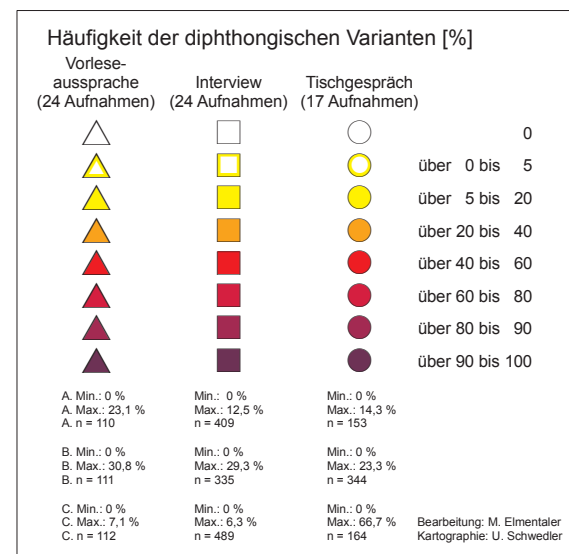 Häufigkeit der diphthongischen Varianten [%]
Vorlese-
aussprache Interview Tischgespräch
(24 Aufnahmen) (24 Aufnahmen) (17 Aufnahmen)
0
über 0 bis 5
über 5 bis 20
über 20 bis 40
über 40 bis 60
über 60 bis 80
über 80 bis 90
über 90 bis 100
A. Min.: 0 % Min.: 0 % Min.: 0 %
A. Max.: 23,1 % Max.: 12,5 % Max.: 14,3 %
A. n = 110 n = 409 n = 153
B. Min.: 0 % Min.: 0 % Min.: 0 %
B. Max.: 30,8 % Max.: 29,3 % Max.: 23,3 %
B. n = 111 n = 335 n = 344
C. Min.: 0 % Min.: 0 % Min.: 0 %
C. Max.: 7,1 % Max.: 6,3 % Max.: 66,7 % Bearbeitung: M. Elmentaler
C. n = 112 n = 489 n = 164 Kartographie: U. Schwedler